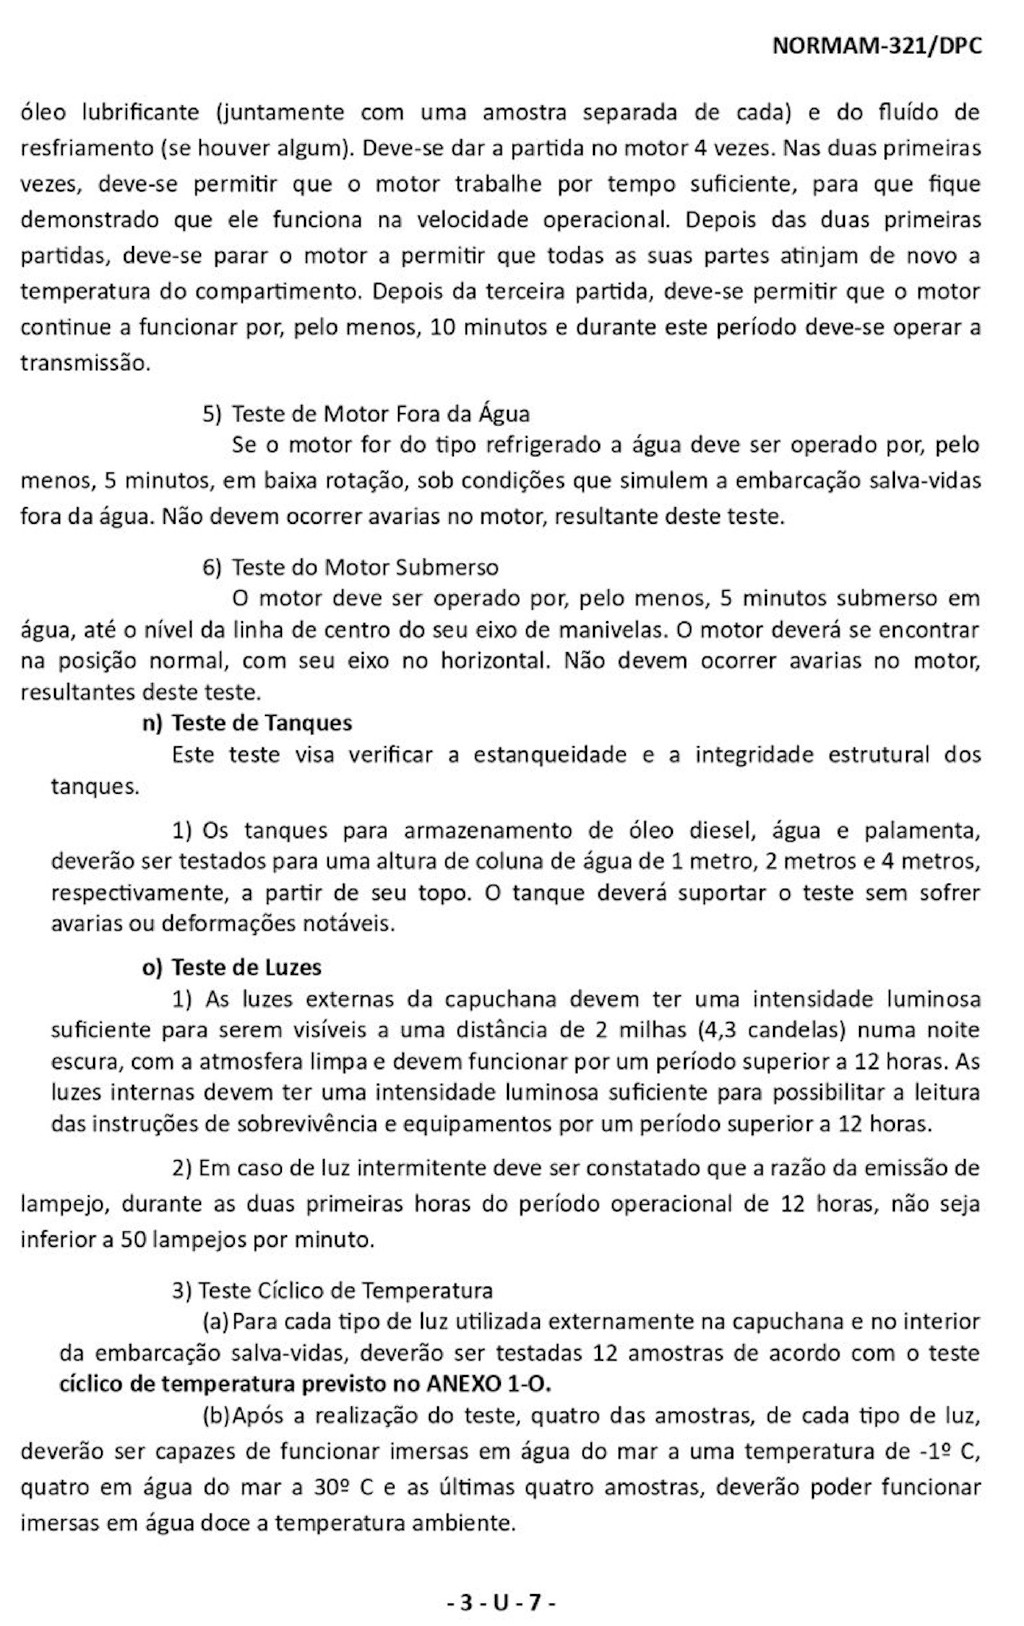 NORMAM-321/DPC
óleo lubrificante (juntamente com uma amostra separada de cada) e do fluído de
resfriamento (se houver algum). Deve-se dar a partida no motor 4 vezes. Nas duas primeiras
vezes, deve-se permitir que o motor trabalhe por tempo suficiente, para que fique
demonstrado que ele funciona na velocidade operacional. Depois das duas primeiras
partidas, deve-se parar o motor a permitir que todas as suas partes atinjam de novo a
temperatura do compartimento. Depois da terceira partida, deve-se permitir que o motor
continue a funcionar por, pelo menos, 10 minutos e durante este período deve-se operar a
transmissão.
5) Teste de Motor Fora da Água
Se o motor for do tipo refrigerado a água deve ser operado por, pelo
menos, 5 minutos, em baixa rotação, sob condições que simulem a embarcação salva-vidas
fora da água. Não devem ocorrer avarias no motor, resultante deste teste.
6) Teste do Motor Submerso
O motor deve ser operado por, pelo menos, 5 minutos submerso em
água, até o nível da linha de centro do seu eixo de manivelas. O motor deverá se encontrar
na posição normal, com seu eixo no horizontal. Não devem ocorrer avarias no motor,
resultantes deste teste.
n) Teste de Tanques
Este teste visa verificar a estanqueidade e a integridade estrutural dos
tanques.
1) Os tanques para armazenamento de óleo diesel, água e palamenta,
deverão ser testados para uma altura de coluna de água de 1 metro, 2 metros e 4 metros,
respectivamente, a partir de seu topo. O tanque deverá suportar o teste sem sofrer
avarias ou deformações notáveis.
o) Teste de Luzes
1) As luzes externas da capuchana devem ter uma intensidade luminosa
suficiente para serem visíveis a uma distância de 2 milhas (4,3 candelas) numa noite
escura, com a atmosfera limpa e devem funcionar por um período superior a 12 horas. As
luzes internas devem ter uma intensidade luminosa suficiente para possibilitar a leitura
das instruções de sobrevivência e equipamentos por um período superior a 12 horas.
2) Em caso de luz intermitente deve ser constatado que a razão da emissão de
lampejo, durante as duas primeiras horas do período operacional de 12 horas, não seja
inferior a 50 lampejos por minuto.
3) Teste Cíclico de Temperatura
(a)Para cada tipo de luz utilizada externamente na capuchana e no interior
da embarcação salva-vidas, deverão ser testadas 12 amostras de acordo com o teste
cíclico de temperatura previsto no ANEXO 1-O.
(b)Após a realização do teste, quatro das amostras, de cada tipo de luz,
deverão ser capazes de funcionar imersas em água do mar a uma temperatura de -1º C,
quatro em água do mar a 30º C e as últimas quatro amostras, deverão poder funcionar
imersas em água doce a temperatura ambiente.
- 3 - U - 7 -